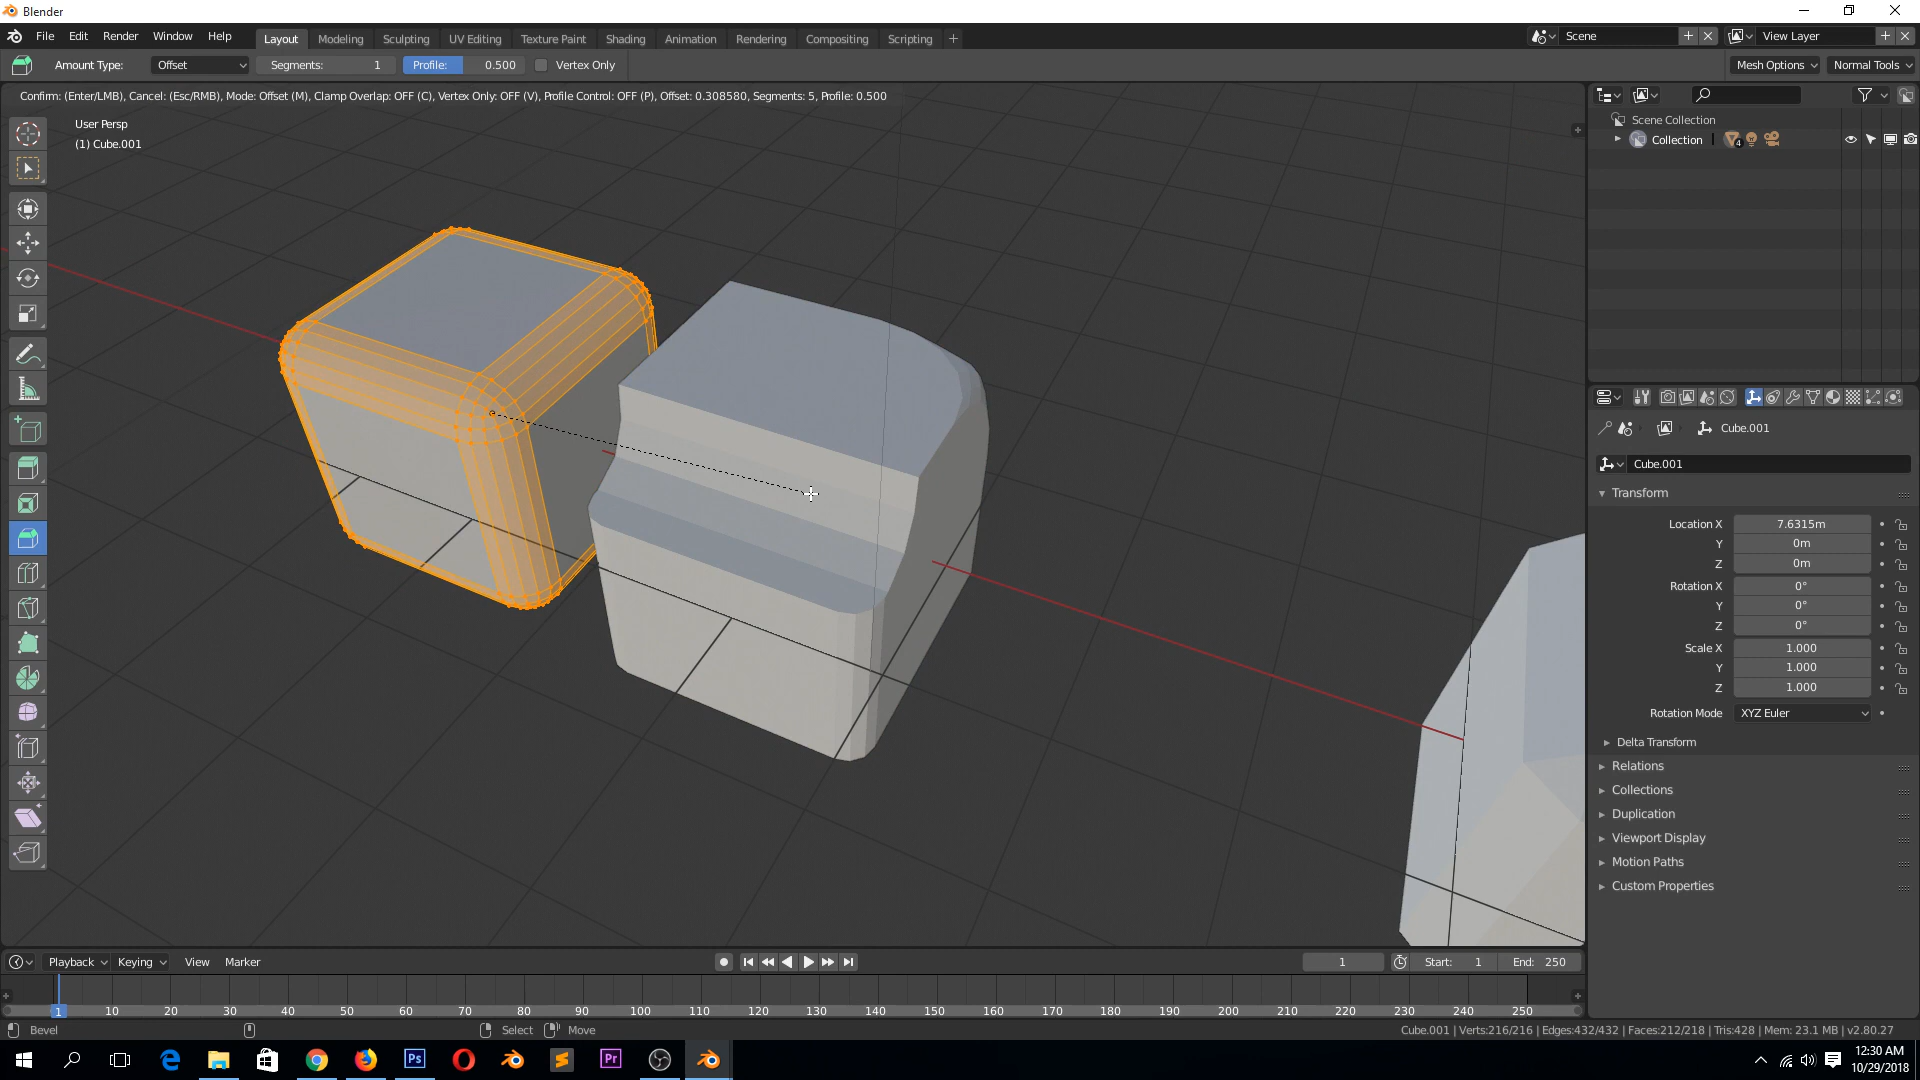 Blender
File Edit Render Window Help Layout Modeling Sculpting UV Editing Texture Paint Shading Animation Rendering Compositing Scripting + Scene View Layer
Amount Type: Offset Segments: 1 Profile: 0.500 Vertex Only Mesh Options Normal Tools
Confirm: (Enter/LMB), Cancel: (Esc/RMB), Mode: Offset (M), Clamp Overlap: OFF (C), Vertex Only: OFF (V), Profile Control: OFF (P), Offset: 0.308580, Segments: 5, Profile: 0.500
User Persp
(1) Cube.001
Scene Collection
Collection 4
Cube.001
Cube.001
Transform
Location X 7.6315m
Y 0m
Z 0m
Rotation X 0°
Y 0°
Z 0°
Scale X 1.000
Y 1.000
Z 1.000
Rotation Mode XYZ Euler
Delta Transform
Relations
Collections
Duplication
Viewport Display
Motion Paths
Custom Properties
Playback Keying View Marker 1 Start: 1 End: 250
1 10 20 30 40 50 60 70 80 90 100 110 120 130 140 150 160 170 180 190 200 210 220 230 240 250
Bevel Select Move Cube.001 | Verts:216/216 | Edges:432/432 | Faces:212/218 | Tris:428 | Mem: 23.1 MB | v2.80.27
Ps Pr
12:30 AM
10/29/2018